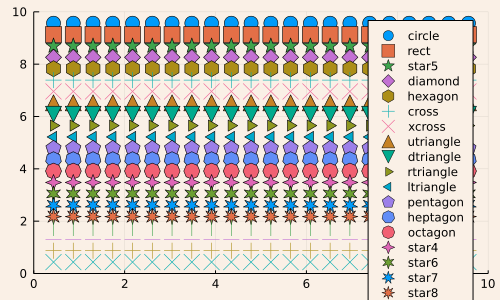 10
8
6
4
2
0
0
2
4
6
10
circle
rect
star5
diamond
hexagon
cross
xcross
utriangle
dtriangle
rtriangle
ltriangle
pentagon
heptagon
octagon
star4
star6
star7
star8